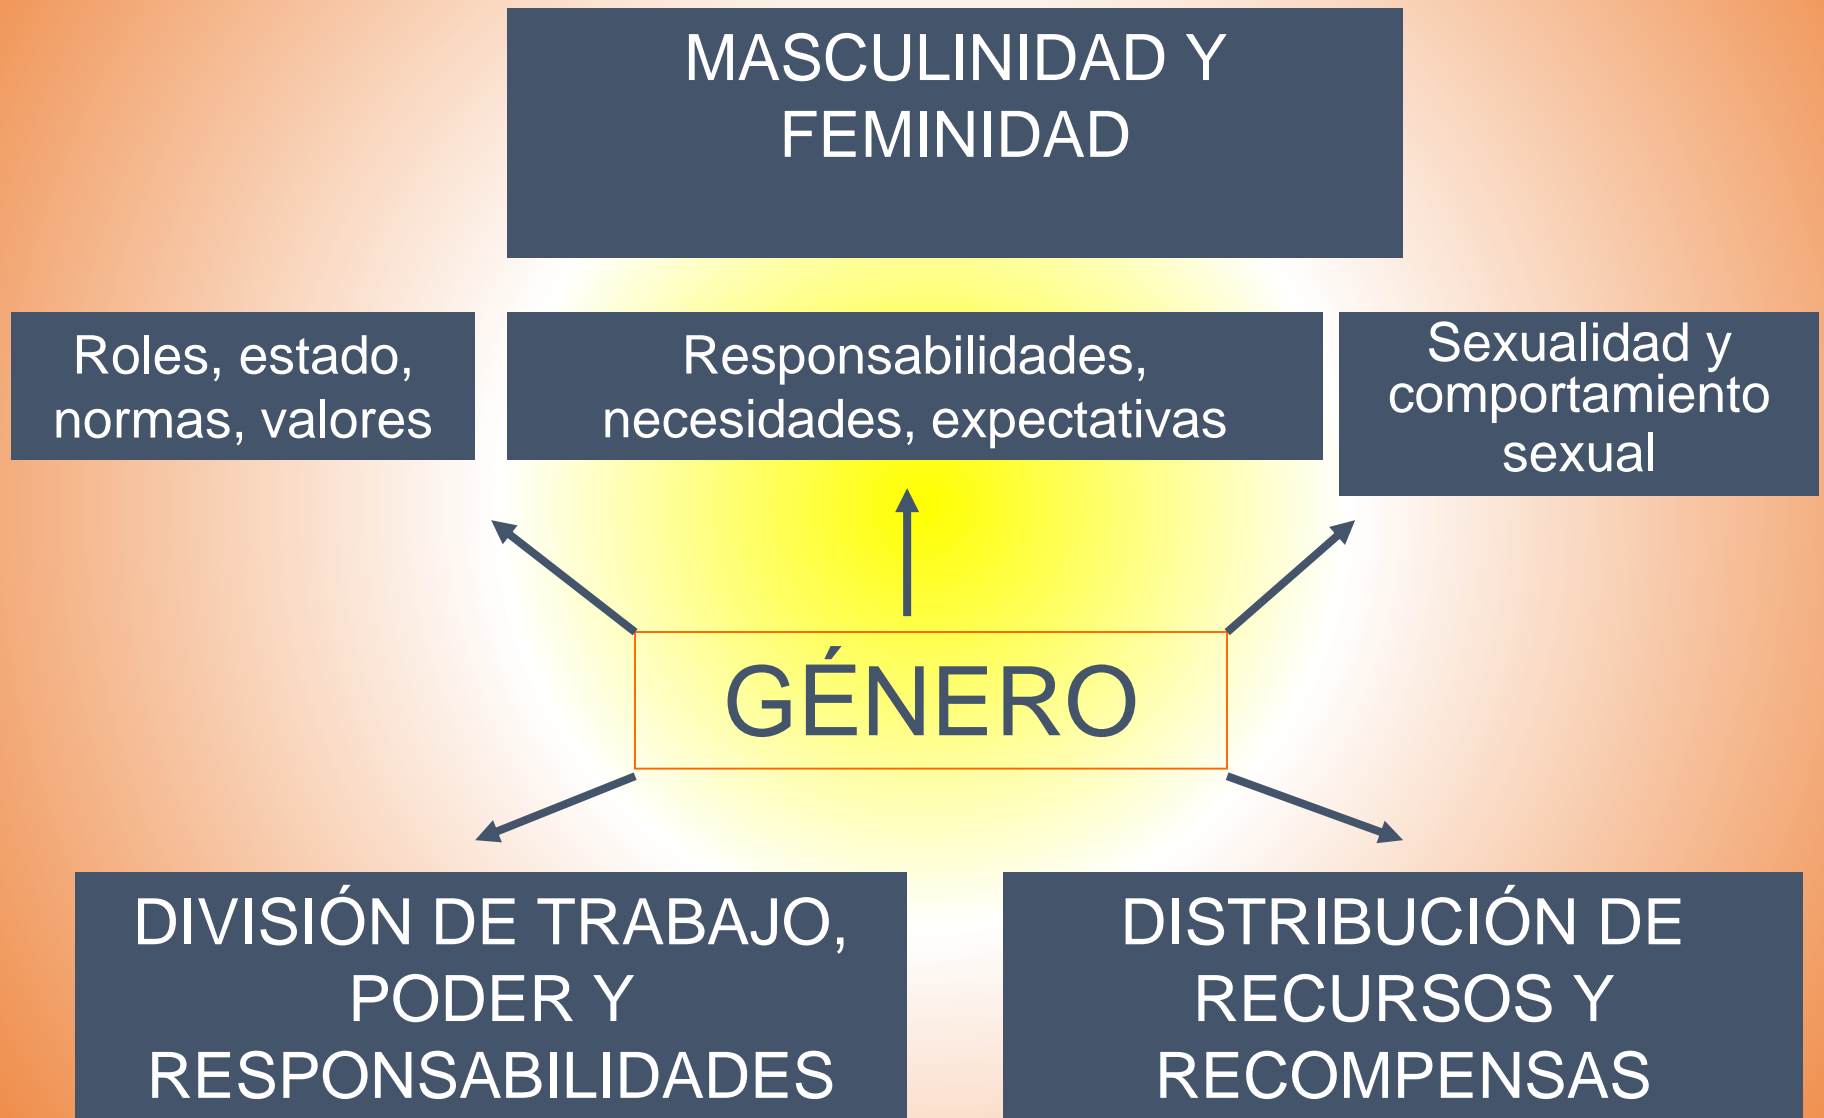 MASCULINIDAD Y
FEMINIDAD
Roles, estado,
normas, valores
Responsabilidades,
necesidades, expectativas
Sexualidad y
comportamiento
sexual
GÉNERO
DIVISIÓN DE TRABAJO,
PODER Y
RESPONSABILIDADES
DISTRIBUCIÓN DE
RECURSOS Y
RECOMPENSAS